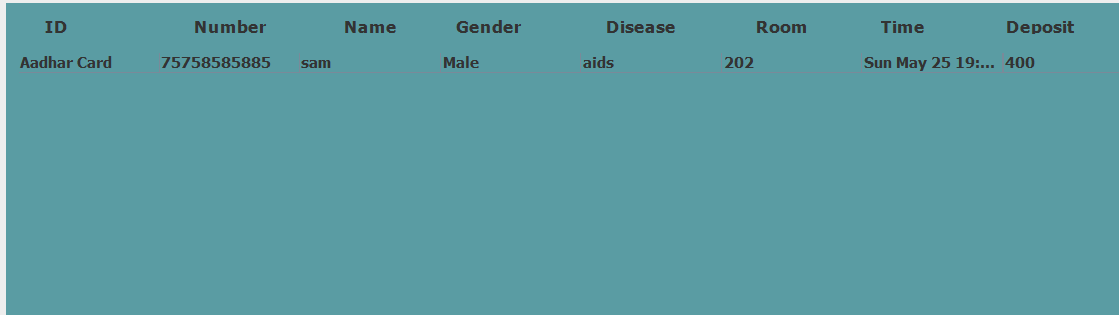 ID Number Name Gender Disease Room Time Deposit
Aadhar Card 75758585885 sam Male aids 202 Sun May 25 19:... 400